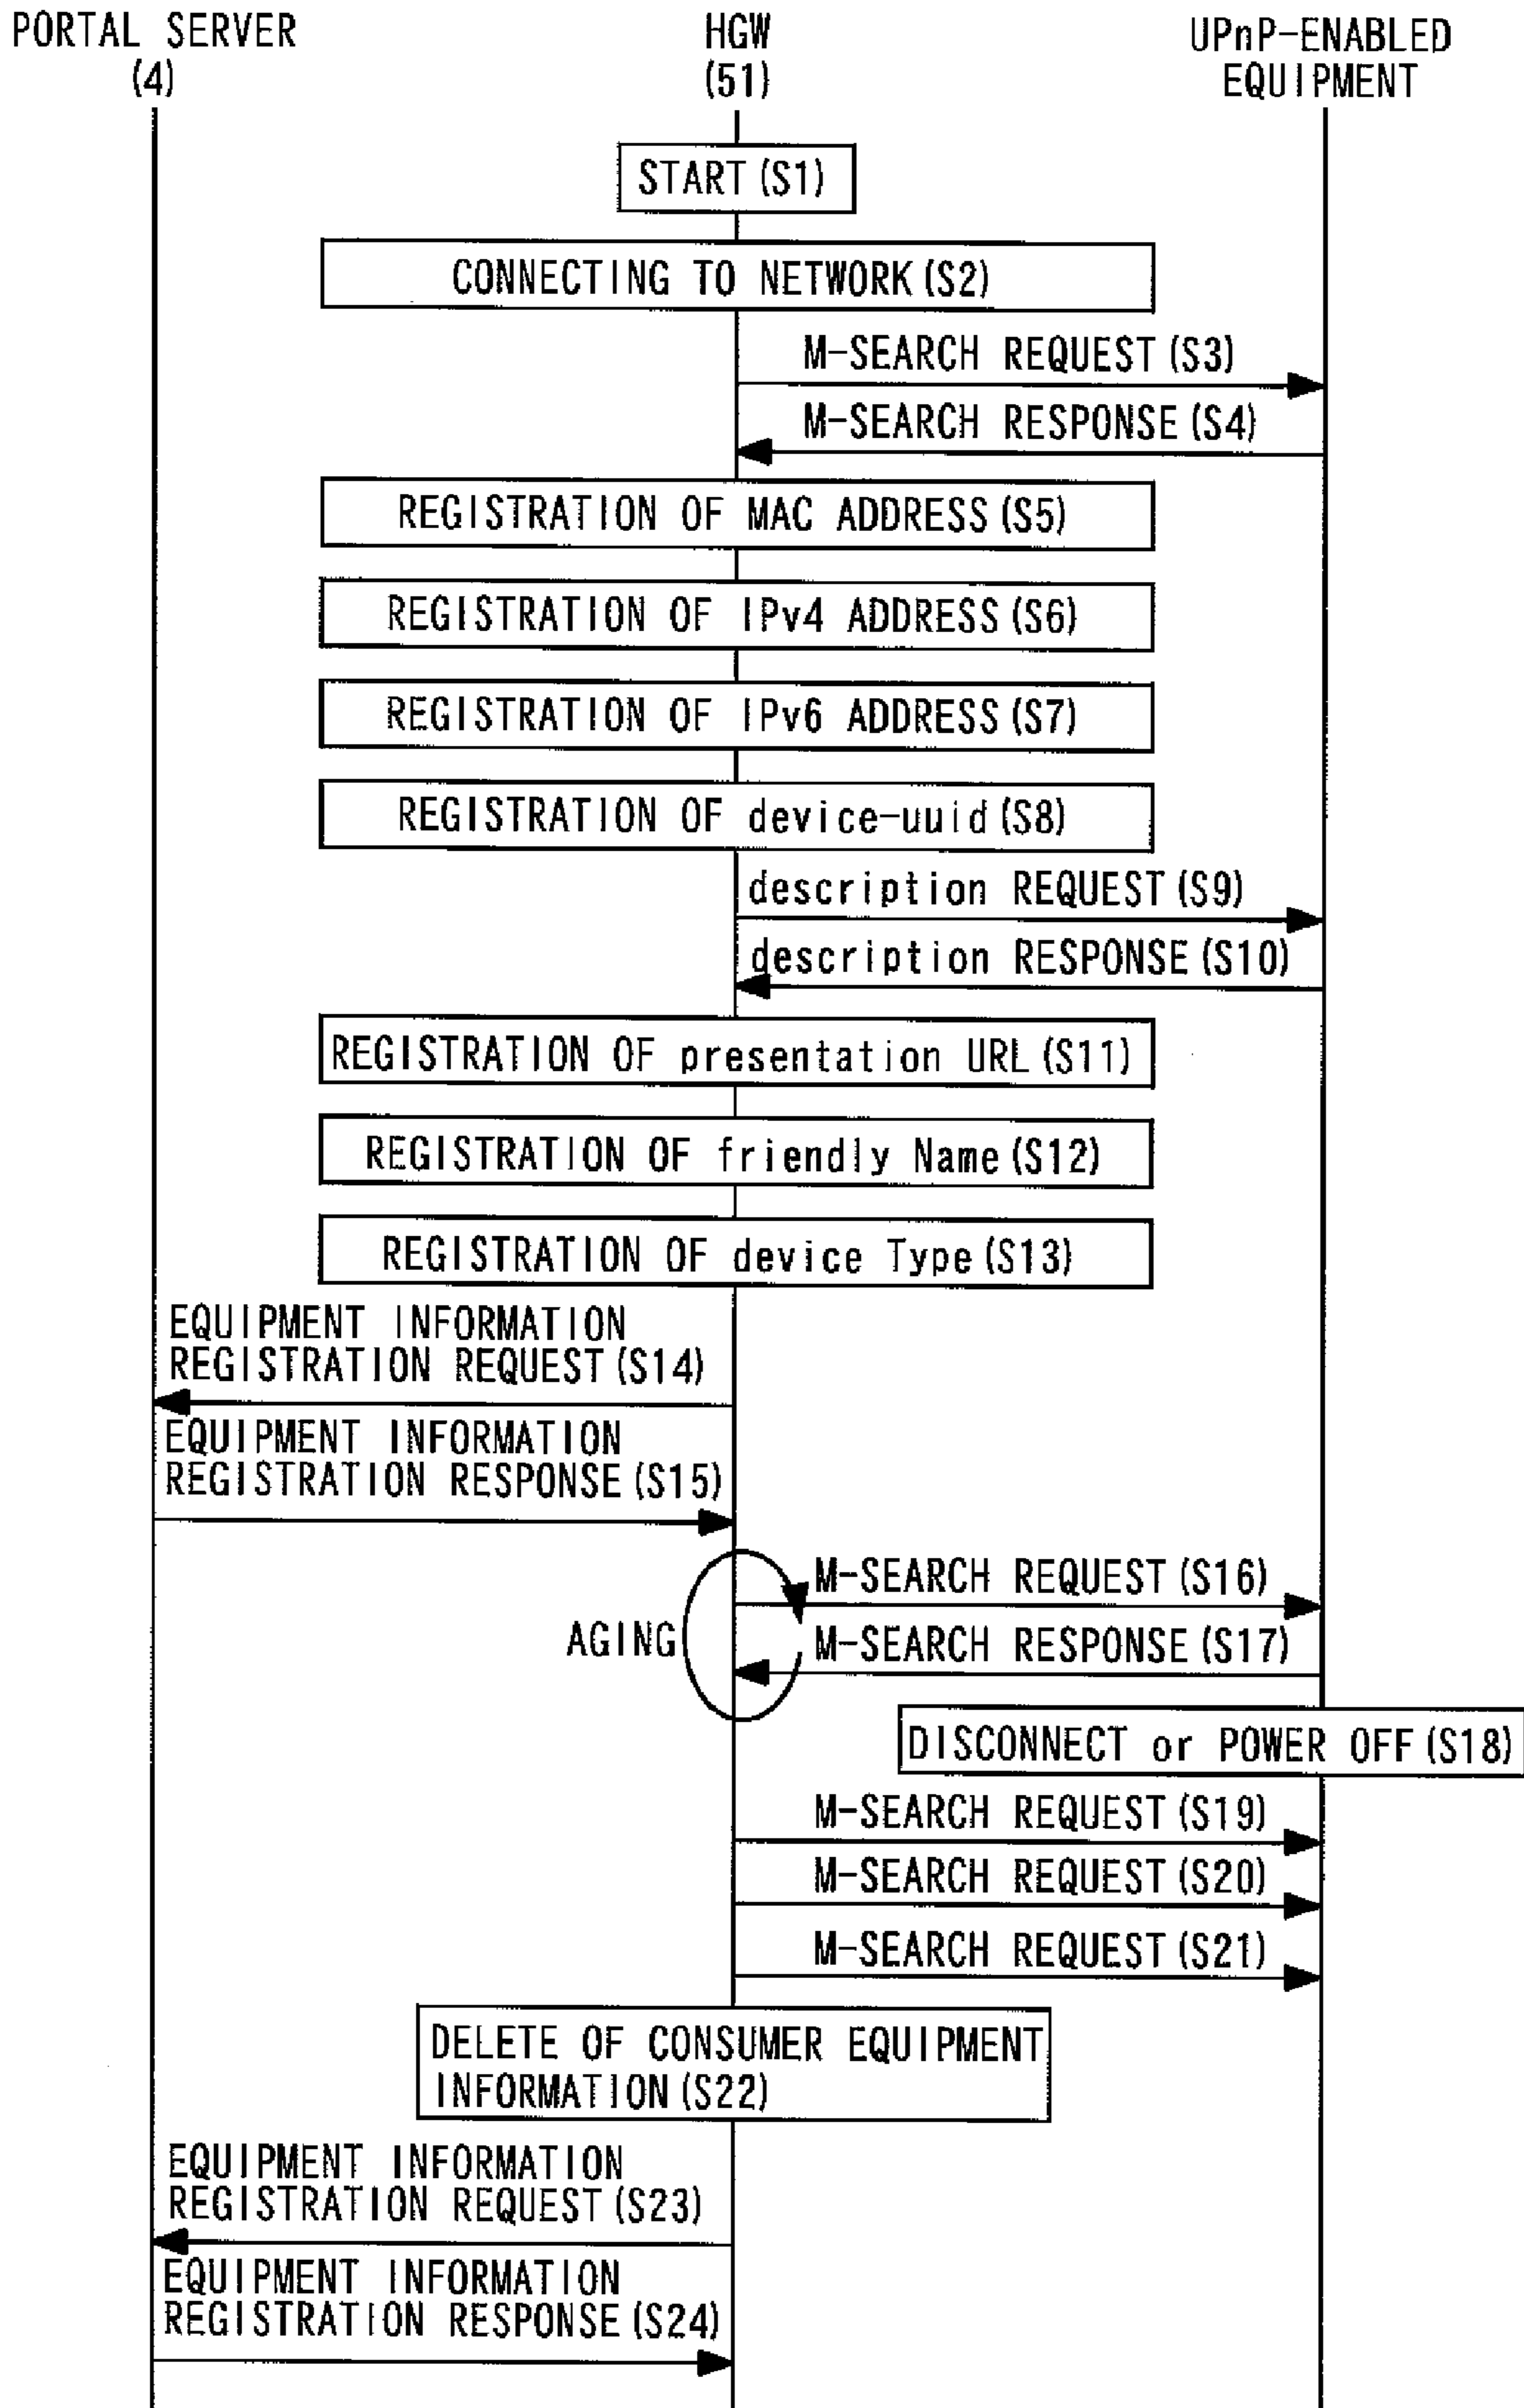 PORTAL SERVER
(4)
HGW
(51)
UPnP-ENABLED
EQUIPMENT
START(S1)
CONNECTING TO NETWORK(S2)
M-SEARCH REQUEST(S3)
M-SEARCH RESPONSE(S4)
REGISTRATION OF MAC ADDRESS(S5)
REGISTRATION OF IPv4 ADDRESS(S6)
REGISTRATION OF IPv6 ADDRESS(S7)
REGISTRATION OF device-uuid(S8)
description REQUEST(S9)
description RESPONSE(S10)
REGISTRATION OF presentation URL(S11)
REGISTRATION OF friendly Name(S12)
REGISTRATION OF device Type(S13)
EQUIPMENT INFORMATION
REGISTRATION REQUEST(S14)
EQUIPMENT INFORMATION
REGISTRATION RESPONSE(S15)
M-SEARCH REQUEST(S16)
AGING
M-SEARCH RESPONSE(S17)
DISCONNECT or POWER OFF(S18)
M-SEARCH REQUEST(S19)
M-SEARCH REQUEST(S20)
M-SEARCH REQUEST(S21)
DELETE OF CONSUMER EQUIPMENT
INFORMATION(S22)
EQUIPMENT INFORMATION
REGISTRATION REQUEST(S23)
EQUIPMENT INFORMATION
REGISTRATION RESPONSE(S24)